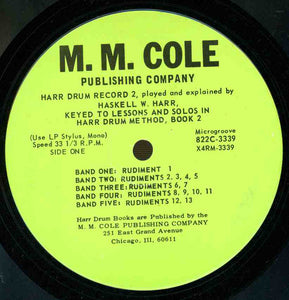 M. M. COLE
PUBLISHING COMPANY
HARR DRUM RECORD 2, played and explained by
HASKELL W. HARR,
KEYED TO LESSONS AND SOLOS IN
HARR DRUM METHOD, BOOK 2
(Use LP Stylus, Mono)
Speed 33 1/3 R.P.M.
SIDE ONE
Microgroove
822C-3339
X4RM-3339
BAND ONE: RUDIMENT 1
BAND TWO: RUDIMENTS 2, 3, 4, 5
BAND THREE: RUDIMENTS 6, 7
BAND FOUR: RUDIMENTS 8, 9, 10, 11
BAND FIVE: RUDIMENTS 12, 13
Harr Drum Books are Published by the
M. M. COLE PUBLISHING COMPANY
251 East Grand Avenue
Chicago, Ill, 60611